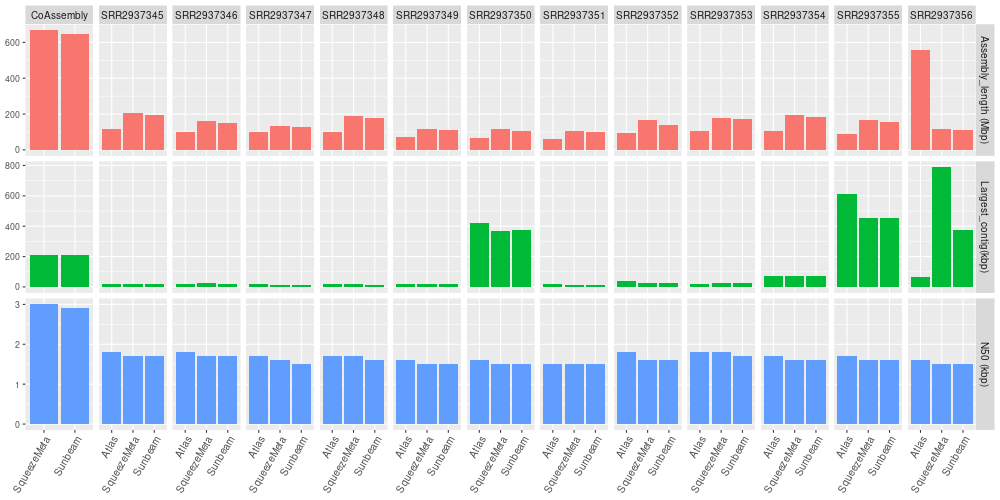 CoAssembly SRR2937345 SRR2937346 SRR2937347 SRR2937348 SRR2937349 SRR2937350 SRR2937351 SRR2937352 SRR2937353 SRR2937354 SRR2937355 SRR2937356
600
400
200
0
Assembly_length (Mbp)
800
600
400
200
0
Largest_contig(kbp)
3
2
1
0
N50 (kbp)
SqueezeMeta Sunbeam Atlas SqueezeMeta Sunbeam Atlas SqueezeMeta Sunbeam Atlas SqueezeMeta Sunbeam Atlas SqueezeMeta Sunbeam Atlas SqueezeMeta Sunbeam Atlas SqueezeMeta Sunbeam Atlas SqueezeMeta Sunbeam Atlas SqueezeMeta Sunbeam Atlas SqueezeMeta Sunbeam Atlas SqueezeMeta Sunbeam Atlas SqueezeMeta Sunbeam Atlas SqueezeMeta Sunbeam